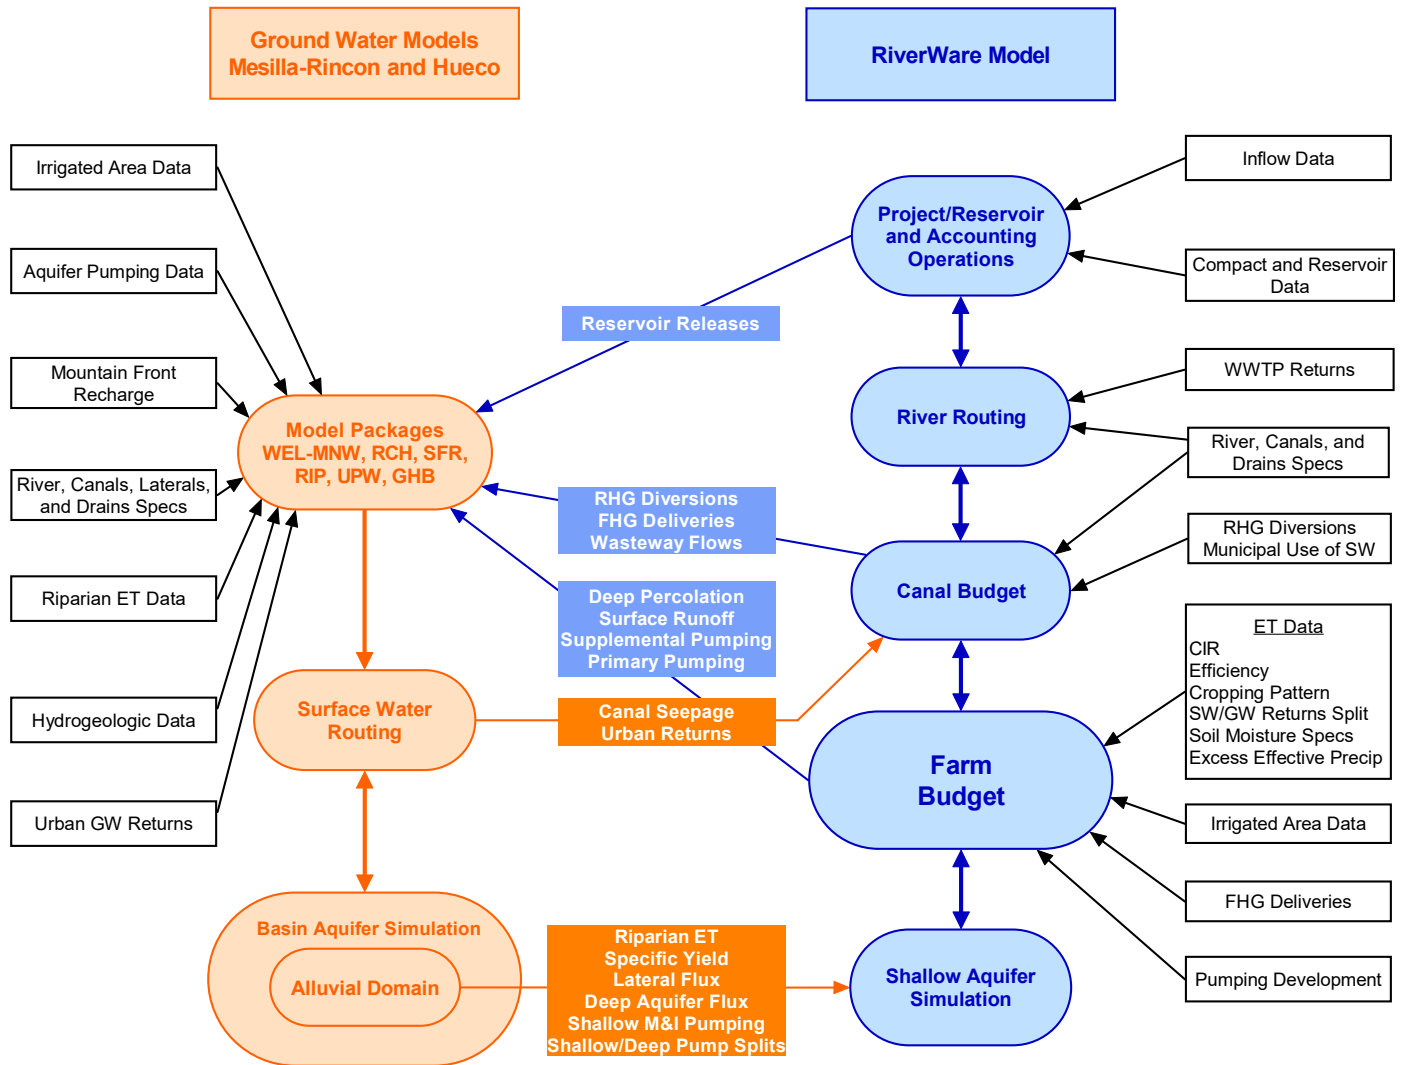 Ground Water Models
Mesilla-Rincon and Hueco
RiverWare Model
Irrigated Area Data
Aquifer Pumping Data
Mountain Front
Recharge
River, Canals, Laterals,
and Drains Specs
Riparian ET Data
Hydrogeologic Data
Urban GW Returns
Model Packages
WEL-MNW, RCH, SFR,
RIP, UPW, GHB
Surface Water
Routing
Basin Aquifer Simulation
Alluvial Domain
Reservoir Releases
RHG Diversions
FHG Deliveries
Wasteway Flows
Deep Percolation
Surface Runoff
Supplemental Pumping
Primary Pumping
Canal Seepage
Urban Returns
Riparian ET
Specific Yield
Lateral Flux
Deep Aquifer Flux
Shallow M&I Pumping
Shallow/Deep Pump Splits
Project/Reservoir
and Accounting
Operations
River Routing
Canal Budget
Farm
Budget
Shallow Aquifer
Simulation
Inflow Data
Compact and Reservoir
Data
WWTP Returns
River, Canals, and
Drains Specs
RHG Diversions
Municipal Use of SW
ET Data
CIR
Efficiency
Cropping Pattern
SW/GW Returns Split
Soil Moisture Specs
Excess Effective Precip
Irrigated Area Data
FHG Deliveries
Pumping Development